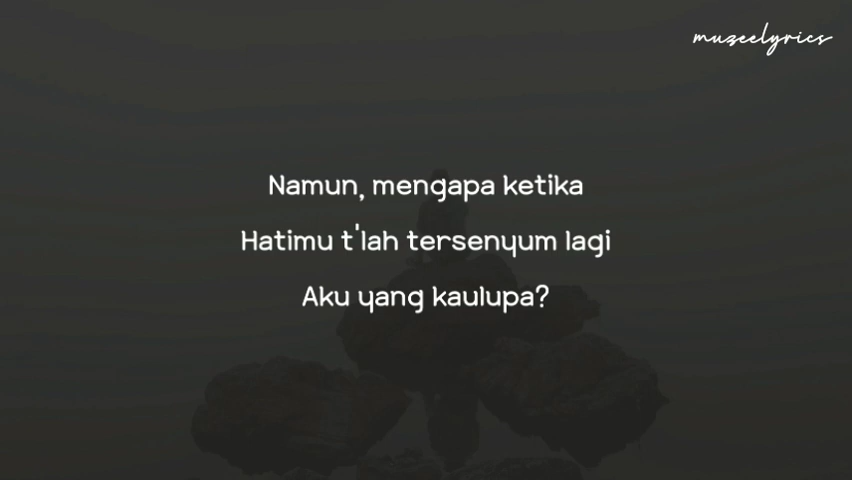 muzeelyrics
Namun, mengapa ketika
Hatimu t'lah tersenyum lagi
Aku yang kaulupa?